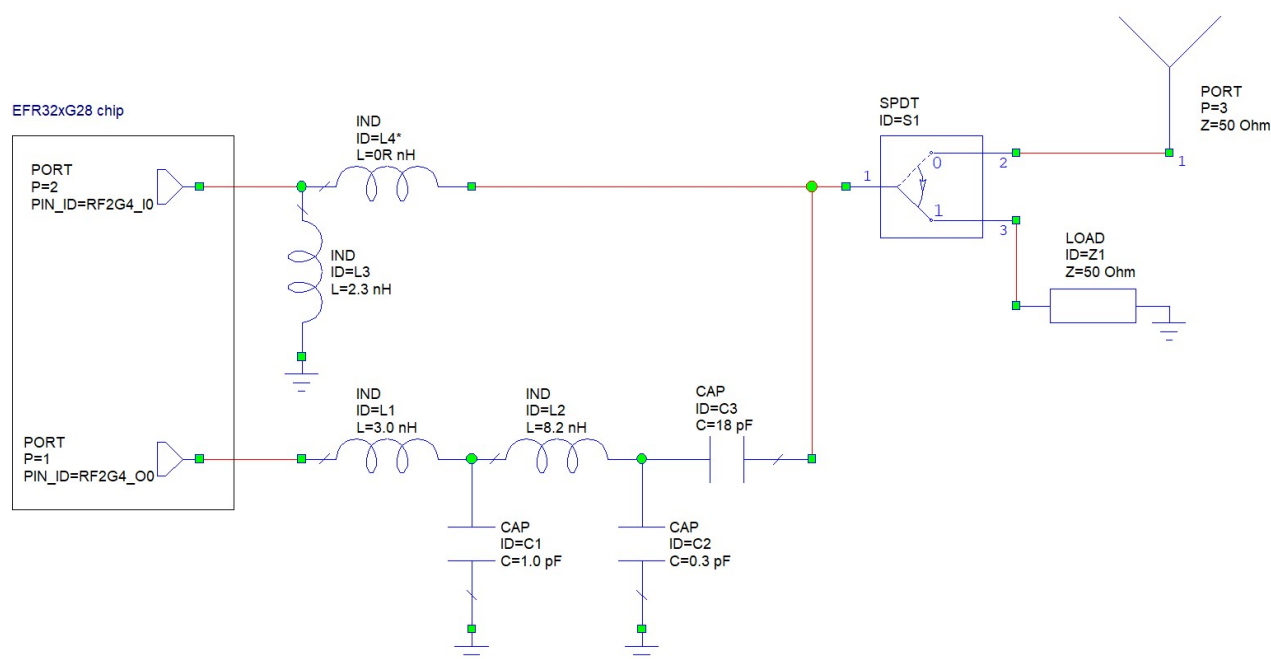 EFR32xG28 chip
PORT
P=2
PIN_ID=RF2G4_I0
IND
ID=L4*
L=0R nH
IND
ID=L3
L=2.3 nH
PORT
P=1
PIN_ID=RF2G4_O0
IND
ID=L1
L=3.0 nH
IND
ID=L2
L=8.2 nH
CAP
ID=C3
C=18 pF
CAP
ID=C1
C=1.0 pF
CAP
ID=C2
C=0.3 pF
SPDT
ID=S1
1
0
2
1
3
PORT
P=3
Z=50 Ohm
1
LOAD
ID=Z1
Z=50 Ohm